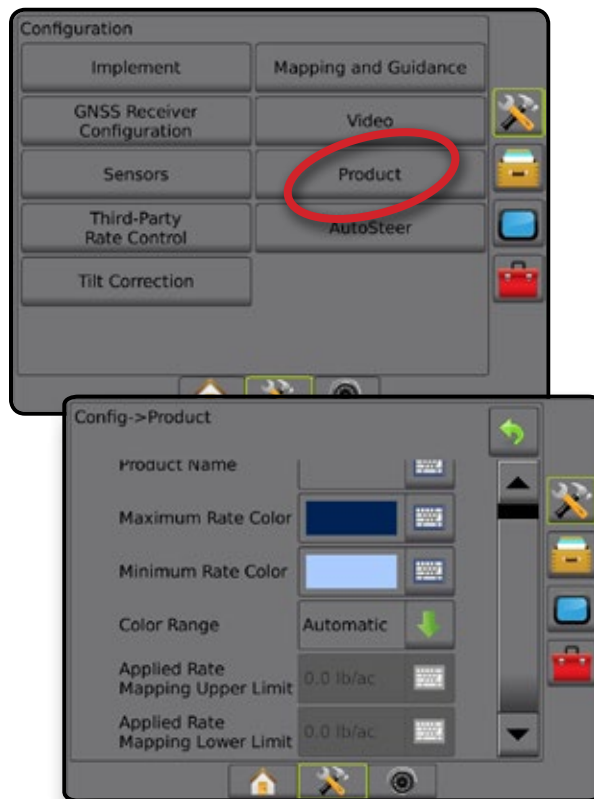 Configuration
Implement
Mapping and Guidance
GNSS Receiver
Configuration
Video
Sensors
Product
Third-Party
Rate Control
AutoSteer
Tilt Correction
Config->Product
Product Name
Maximum Rate Color
Minimum Rate Color
Color Range
Automatic
Applied Rate
Mapping Upper Limit
0.0 lb/ac
Applied Rate
Mapping Lower Limit
0.0 lb/ac